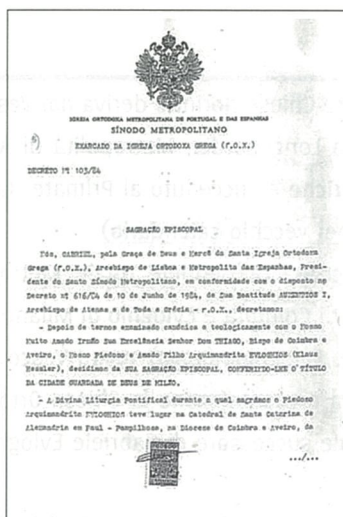 IGREJA ORTODOXA METROPOLITANA DE PORTUGAL E DAS ESPANHAS
SÍNODO METROPOLITANO
EXARCADO DA IGREJA ORTODOXA GREGA (Γ.O.X.)
DECRETO Nº 103/84
SAGRAÇÃO EPISCOPAL
Nós, GABRIEL, pela Graça de Deus e Mercê da Santa Igreja Ortodoxa
Grega (Γ.O.X.), Arcebispo de Lisboa e Metropolita das Espanhas, Presi-
dente do Santo Sínodo Metropolitano, em conformidade com o disposto no
Decreto nº 616/84 de 10 de Junho de 1984, de Sua Beatitude AUXENTIOS I,
Arcebispo de Atenas e de Toda a Grécia - Γ.O.X., decretamos:
- Depois de termos examinado canónica e teologicamente com o Nosso
Muito Amado Irmão Sua Excelência Senhor Dom THIAGO, Bispo de Coimbra e
Aveiro, o Nosso Piedoso e Amado Filho Arquimandrita EVLOGHIOS (Klaus
Hessler), decidimos da SUA SAGRAÇÃO EPISCOPAL, CONFERINDO-LHE O TÍTULO
DA CIDADE GUARDADA DE DEUS DE MILÃO.
- A Divina Liturgia Pontifical durante a qual sagrámos o Piedoso
Arquimandrita EVLOGHIOS teve lugar na Catedral de Santa Catarina de
Alexandria em Paul - Pampilhosa, na Diocese de Coimbra e Aveiro, da
.../...